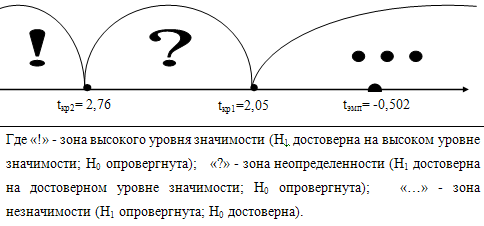 ! ? ...
tкр2= 2,76 tкр1=2,05 tэмп= -0,502
Где «!» - зона высокого уровня значимости (H1 достоверна на высоком уровне
значимости; H0 опровергнута); «?» - зона неопределенности (H1 достоверна
на достоверном уровне значимости; H0 опровергнута); «…» - зона
незначимости (H1 опровергнута; H0 достоверна).